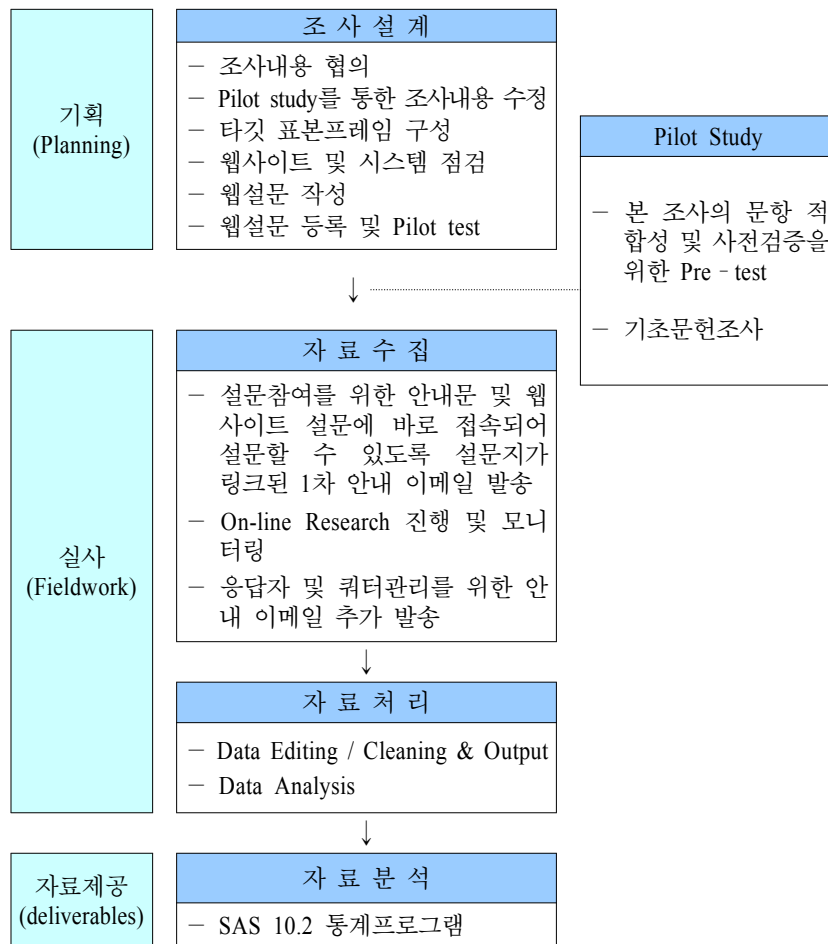 기획
(Planning)
조 사 설 계
－ 조사내용 협의
－ Pilot study를 통한 조사내용 수정
－ 타깃 표본프레임 구성
－ 웹사이트 및 시스템 점검
－ 웹설문 작성
－ 웹설문 등록 및 Pilot test
Pilot Study
－ 본 조사의 문항 적
합성 및 사전검증을
위한 Pre‐test
－ 기초문헌조사
↓
실사
(Fieldwork)
자 료 수 집
－ 설문참여를 위한 안내문 및 웹
사이트 설문에 바로 접속되어
설문할 수 있도록 설문지가
링크된 1차 안내 이메일 발송
－ On-line Research 진행 및 모니
터링
－ 응답자 및 쿼터관리를 위한 안
내 이메일 추가 발송
↓
자 료 처 리
－ Data Editing / Cleaning & Output
－ Data Analysis
↓
자료제공
(deliverables)
자 료 분 석
－ SAS 10.2 통계프로그램